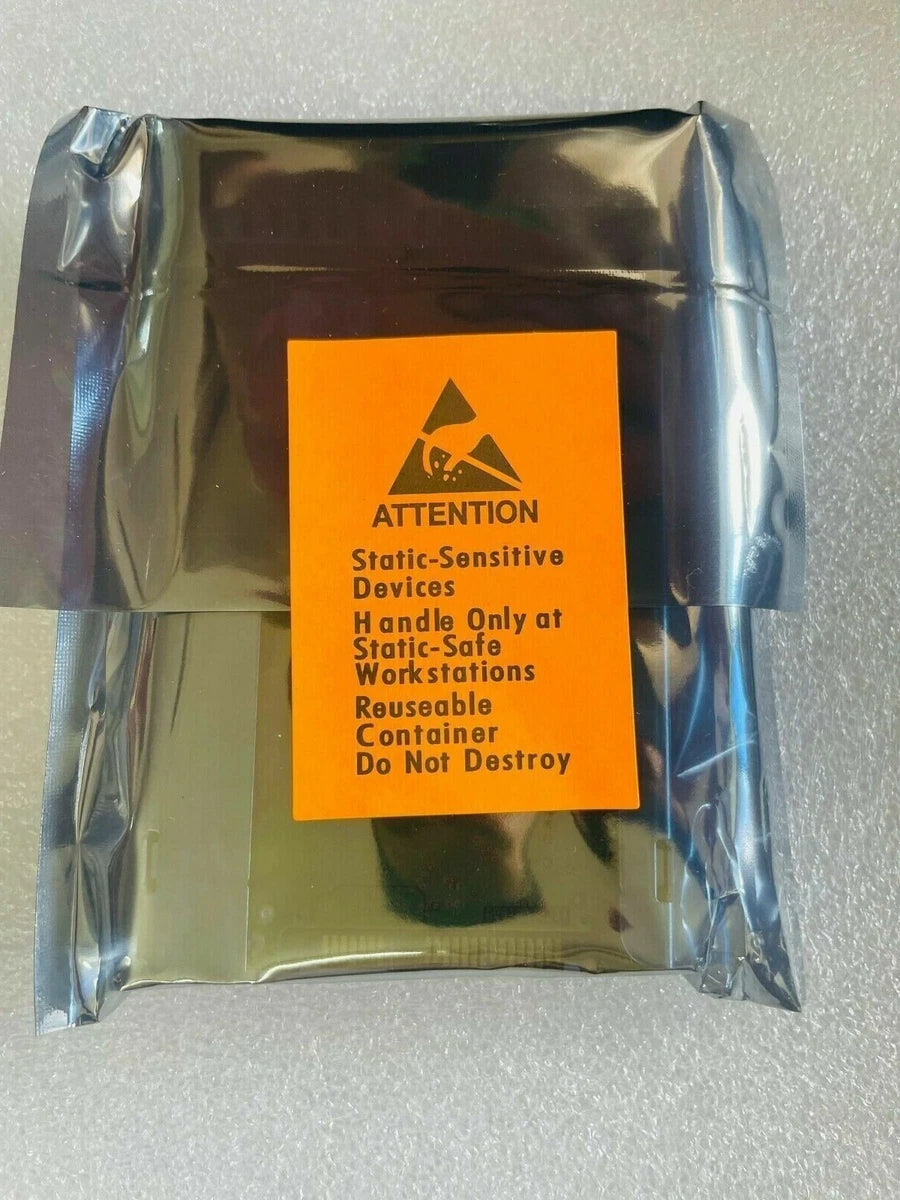 ATTENTION
Static-Sensitive
Devices
Handle Only at
Static-Safe
Workstations
Reuseable
Container
Do Not Destroy